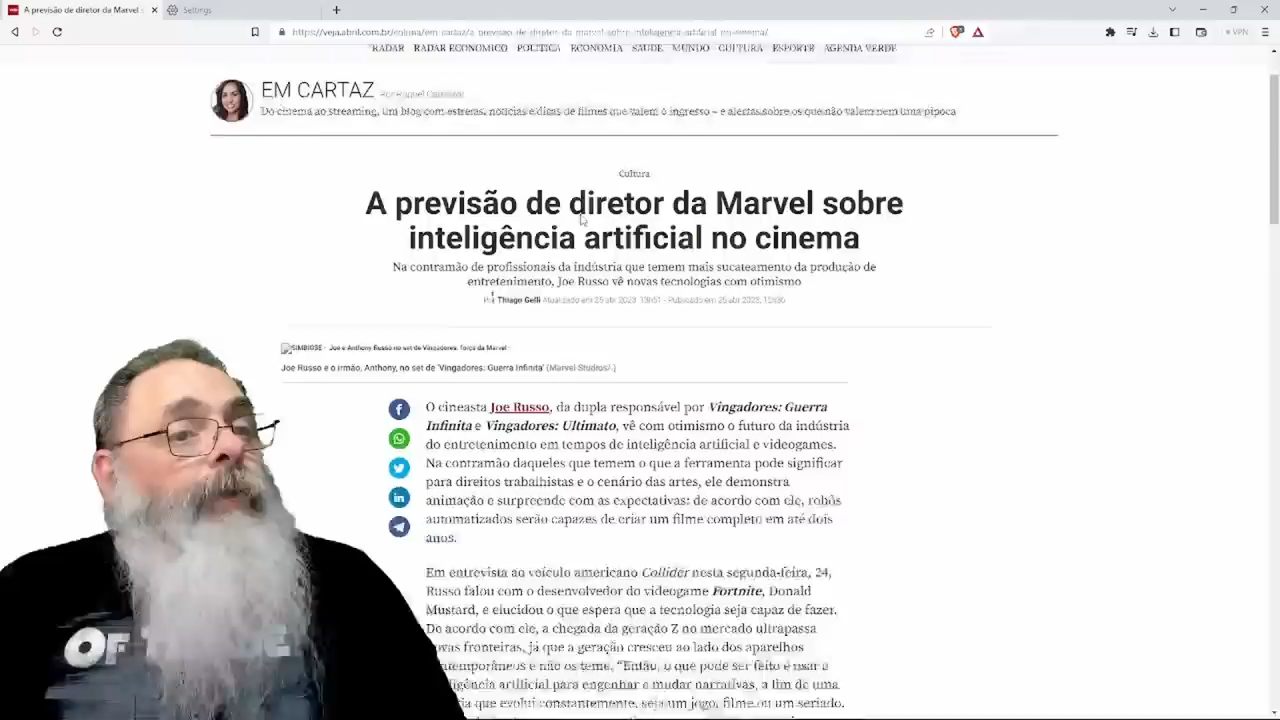 A previsão de diretor da Marvel s
Settings
https://veja.abril.com.br/coluna/em-cartaz/a-previsao-de-diretor-da-marvel-sobre-inteligencia-artificial-no-cinema/
VPN
RADAR RADAR ECONÔMICO POLÍTICA ECONOMIA SAÚDE MUNDO CULTURA ESPORTE AGENDA VERDE
EM CARTAZ Por Raquel Carneiro
Do cinema ao streaming, um blog com estreias, notícias e dicas de filmes que valem o ingresso – e alertas sobre os que não valem nem uma pipoca
Cultura
A previsão de diretor da Marvel sobre
inteligência artificial no cinema
Na contramão de profissionais da indústria que temem mais sucateamento da produção de
entretenimento, Joe Russo vê novas tecnologias com otimismo
Por Thiago Gelli Atualizado em 25 abr 2023, 13h51 - Publicado em 25 abr 2023,
SIMBIOSE - Joe e Anthony Russo no set de Vingadores: força da Marvel -
Joe Russo e o irmão, Anthony, no set de 'Vingadores: Guerra Infinita' (Marvel Studios/.)
O cineasta Joe Russo, da dupla responsável por Vingadores: Guerra
Infinita e Vingadores: Ultimato, vê com otimismo o futuro da indústria
do entretenimento em tempos de inteligência artificial e videogames.
Na contramão daqueles que temem o que a ferramenta pode significar
para direitos trabalhistas e o cenário das artes, ele demonstra
animação e surpreende com as expectativas: de acordo com ele, robôs
automatizados serão capazes de criar um filme completo em até dois
anos.
Em entrevista ao veículo americano Collider nesta segunda-feira, 24,
Russo falou com o desenvolvedor do videogame Fortnite, Donald
Mustard, e elucidou o que espera que a tecnologia seja capaz de fazer.
De acordo com ele, a chegada da geração Z no mercado ultrapassa
ovas fronteiras, já que a geração cresceu ao lado dos aparelhos
ntemporâneos e não os teme. "Então, o que pode ser feito é usar a
ligência artificial para engenhar e mudar narrativas, a fim de uma
ria que evolui constantemente, seja um jogo, filme ou um seriado.
OF